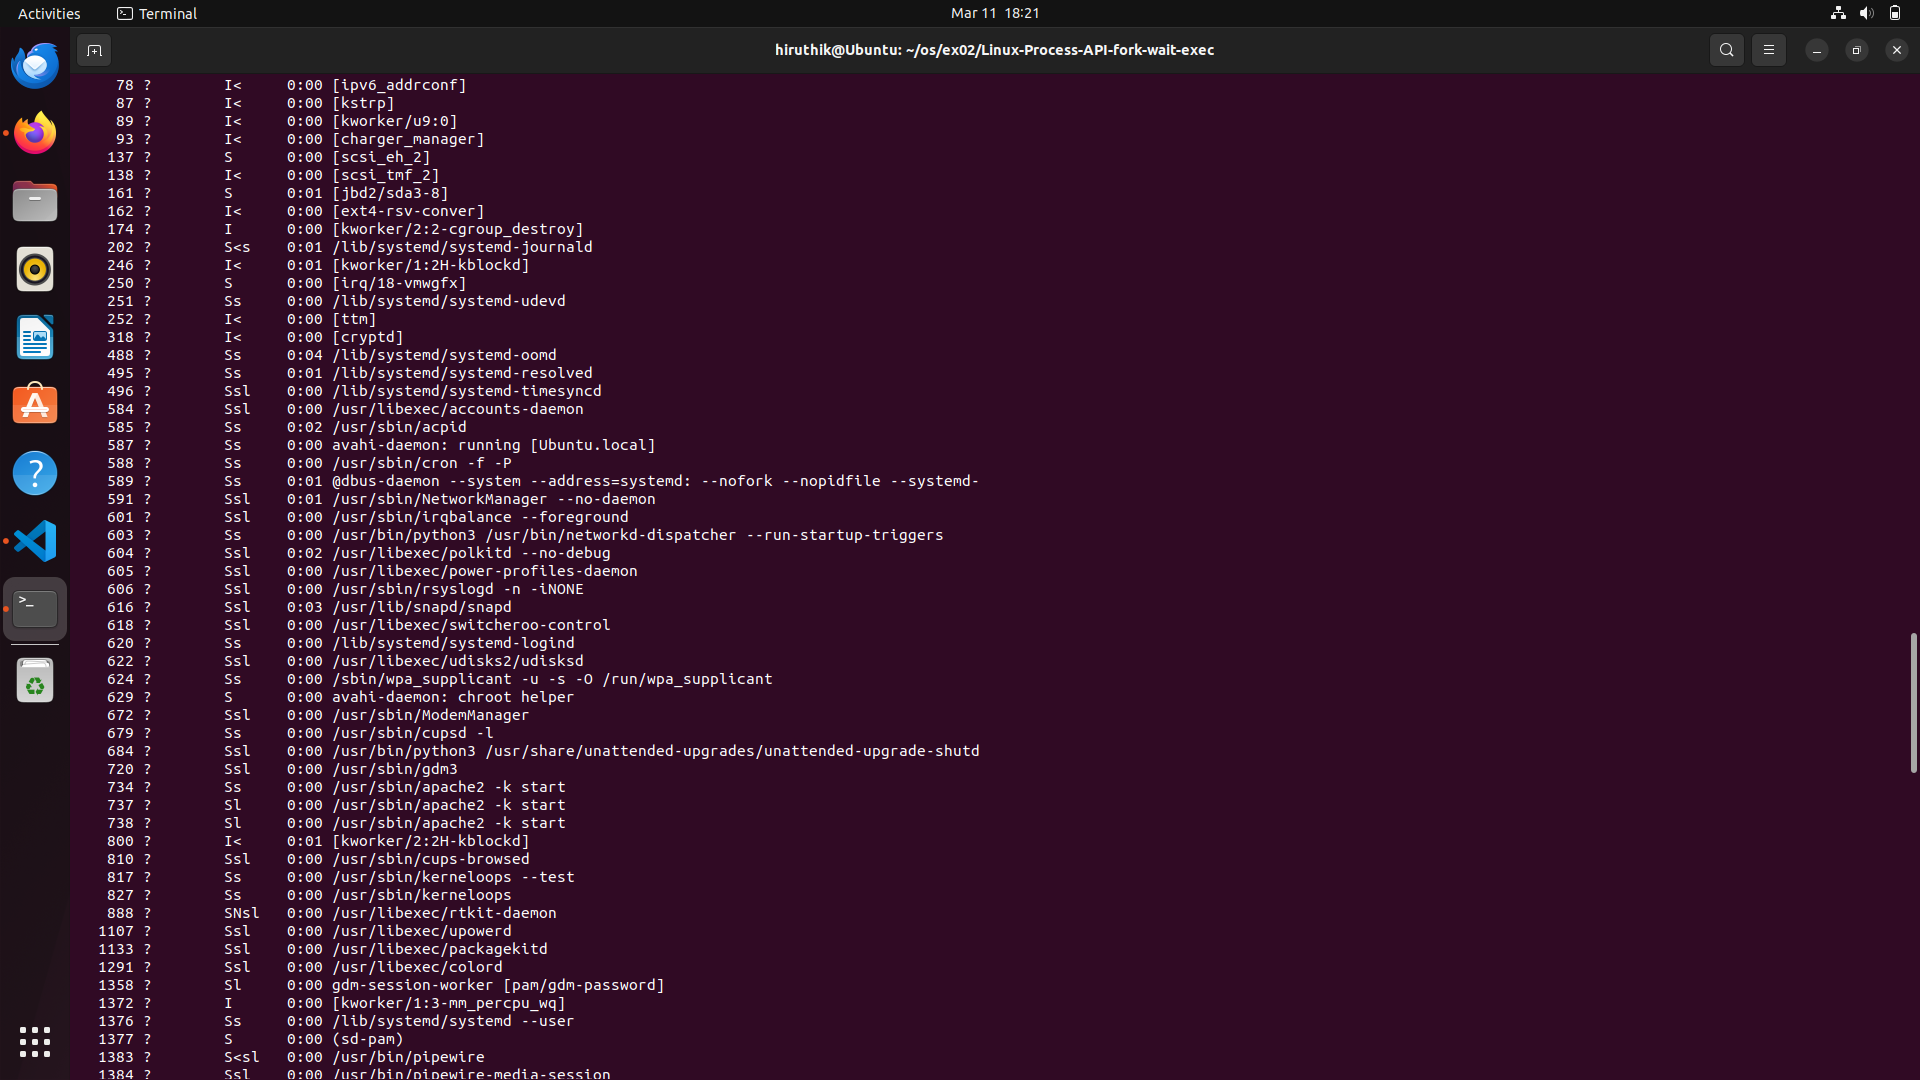 Activities
Terminal
Mar 11 18:21
hiruthik@Ubuntu: ~/os/ex02/Linux-Process-API-fork-wait-exec
78 ? I< 0:00 [ipv6_addrconf]
87 ? I< 0:00 [kstrp]
89 ? I< 0:00 [kworker/u9:0]
93 ? I< 0:00 [charger_manager]
137 ? S 0:00 [scsi_eh_2]
138 ? I< 0:00 [scsi_tmf_2]
161 ? S 0:01 [jbd2/sda3-8]
162 ? I< 0:00 [ext4-rsv-conver]
174 ? I 0:00 [kworker/2:2-cgroup_destroy]
202 ? S<s 0:01 /lib/systemd/systemd-journald
246 ? I< 0:01 [kworker/1:2H-kblockd]
250 ? S 0:00 [irq/18-vmwgfx]
251 ? Ss 0:00 /lib/systemd/systemd-udevd
252 ? I< 0:00 [ttm]
318 ? I< 0:00 [cryptd]
488 ? Ss 0:04 /lib/systemd/systemd-oomd
495 ? Ss 0:01 /lib/systemd/systemd-resolved
496 ? Ssl 0:00 /lib/systemd/systemd-timesyncd
584 ? Ssl 0:00 /usr/libexec/accounts-daemon
585 ? Ss 0:02 /usr/sbin/acpid
587 ? Ss 0:00 avahi-daemon: running [Ubuntu.local]
588 ? Ss 0:00 /usr/sbin/cron -f -P
589 ? Ss 0:01 @dbus-daemon --system --address=systemd: --nofork --nopidfile --systemd-
591 ? Ssl 0:01 /usr/sbin/NetworkManager --no-daemon
601 ? Ssl 0:00 /usr/sbin/irqbalance --foreground
603 ? Ss 0:00 /usr/bin/python3 /usr/bin/networkd-dispatcher --run-startup-triggers
604 ? Ssl 0:02 /usr/libexec/polkitd --no-debug
605 ? Ssl 0:00 /usr/libexec/power-profiles-daemon
606 ? Ssl 0:00 /usr/sbin/rsyslogd -n -iNONE
616 ? Ssl 0:03 /usr/lib/snapd/snapd
618 ? Ssl 0:00 /usr/libexec/switcheroo-control
620 ? Ss 0:00 /lib/systemd/systemd-logind
622 ? Ssl 0:00 /usr/libexec/udisks2/udisksd
624 ? Ss 0:00 /sbin/wpa_supplicant -u -s -O /run/wpa_supplicant
629 ? S 0:00 avahi-daemon: chroot helper
672 ? Ssl 0:00 /usr/sbin/ModemManager
679 ? Ss 0:00 /usr/sbin/cupsd -l
684 ? Ssl 0:00 /usr/bin/python3 /usr/share/unattended-upgrades/unattended-upgrade-shutd
720 ? Ssl 0:00 /usr/sbin/gdm3
734 ? Ss 0:00 /usr/sbin/apache2 -k start
737 ? Sl 0:00 /usr/sbin/apache2 -k start
738 ? Sl 0:00 /usr/sbin/apache2 -k start
800 ? I< 0:01 [kworker/2:2H-kblockd]
810 ? Ssl 0:00 /usr/sbin/cups-browsed
817 ? Ss 0:00 /usr/sbin/kerneloops --test
827 ? Ss 0:00 /usr/sbin/kerneloops
888 ? SNsl 0:00 /usr/libexec/rtkit-daemon
1107 ? Ssl 0:00 /usr/libexec/upowerd
1133 ? Ssl 0:00 /usr/libexec/packagekitd
1291 ? Ssl 0:00 /usr/libexec/colord
1358 ? Sl 0:00 gdm-session-worker [pam/gdm-password]
1372 ? I 0:00 [kworker/1:3-mm_percpu_wq]
1376 ? Ss 0:00 /lib/systemd/systemd --user
1377 ? S 0:00 (sd-pam)
1383 ? S<sl 0:00 /usr/bin/pipewire
1384 ? Ssl 0:00 /usr/bin/pipewire-media-session